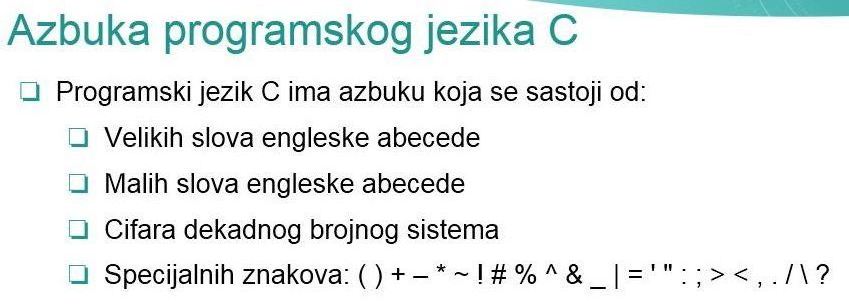 Azbuka programskog jezika C
❑ Programski jezik C ima azbuku koja se sastoji od:
❑ Velikih slova engleske abecede
❑ Malih slova engleske abecede
❑ Cifara dekadnog brojnog sistema
❑ Specijalnih znakova: ( ) + – * ~ ! # % ^ & _ | = ' " : ; > < , . / \ ?